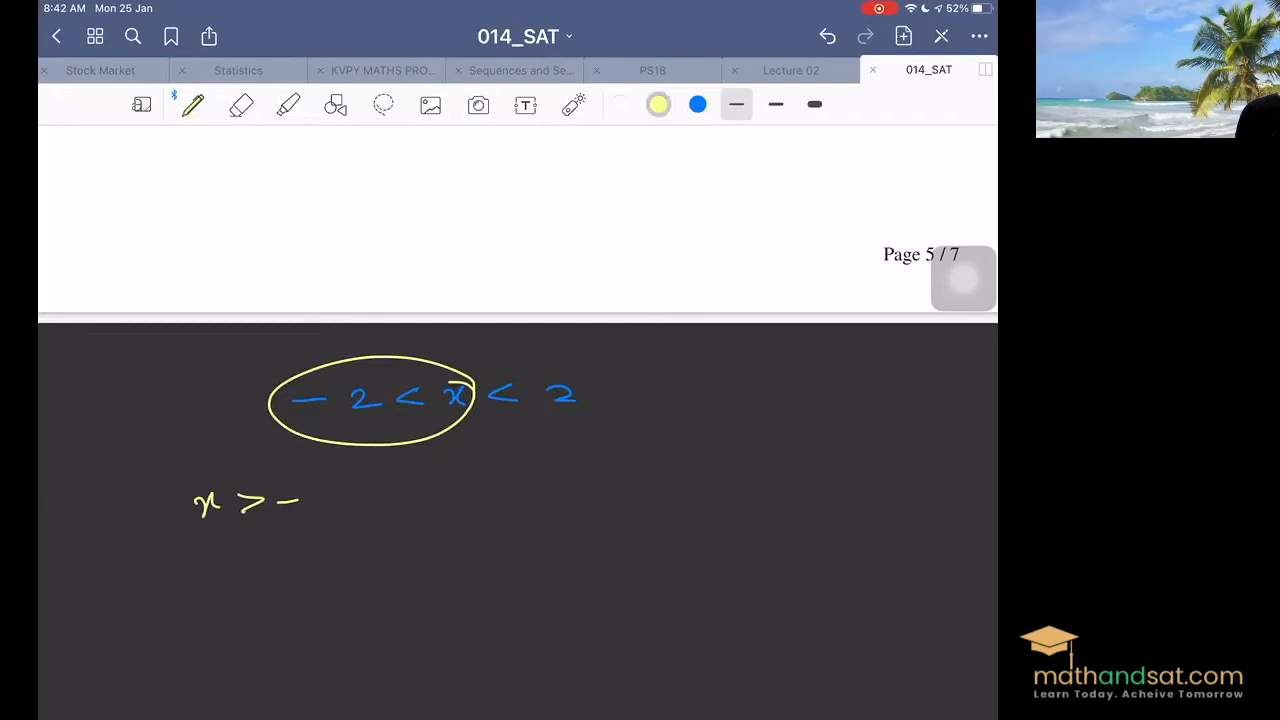 8:42 AM Mon 25 Jan
52%
014_SAT
Stock Market
Statistics
KVPY MATHS PRO...
Sequences and Se...
PS18
Lecture 02
014_SAT
T
Page 5 / 7
- 2 < x < 2
x > -
mathandsat.com
Learn Today. Acheive Tomorrow